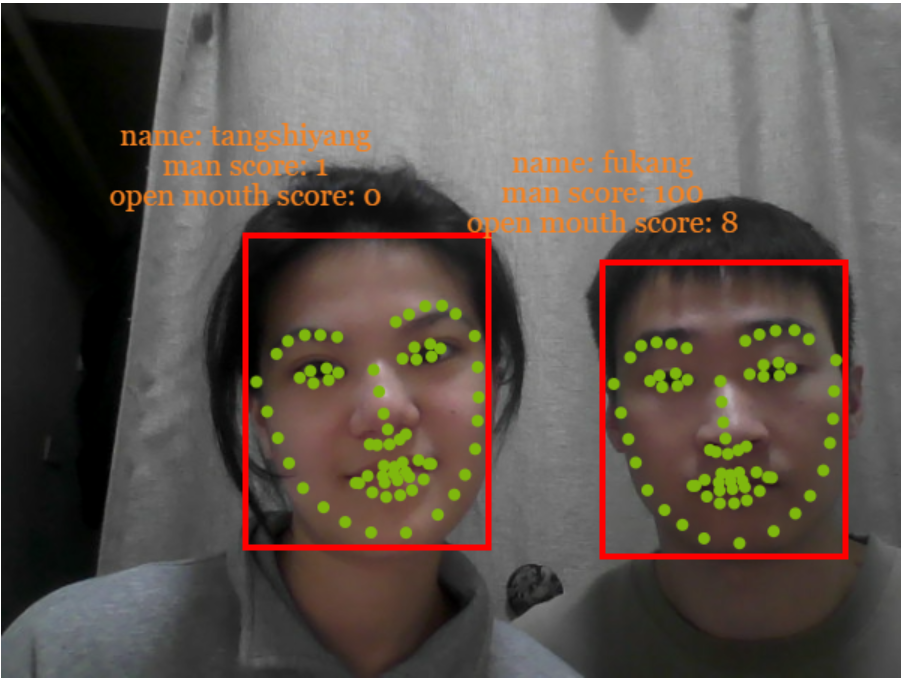 name: tangshiyang
man score: 1
open mouth score: 0
name: fukang
man score: 100
open mouth score: 8